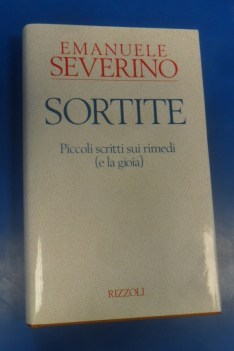 EMANUELE
SEVERINO
SORTITE
Piccoli scritti sui rimedi
(e la gioia)
RIZZOLI